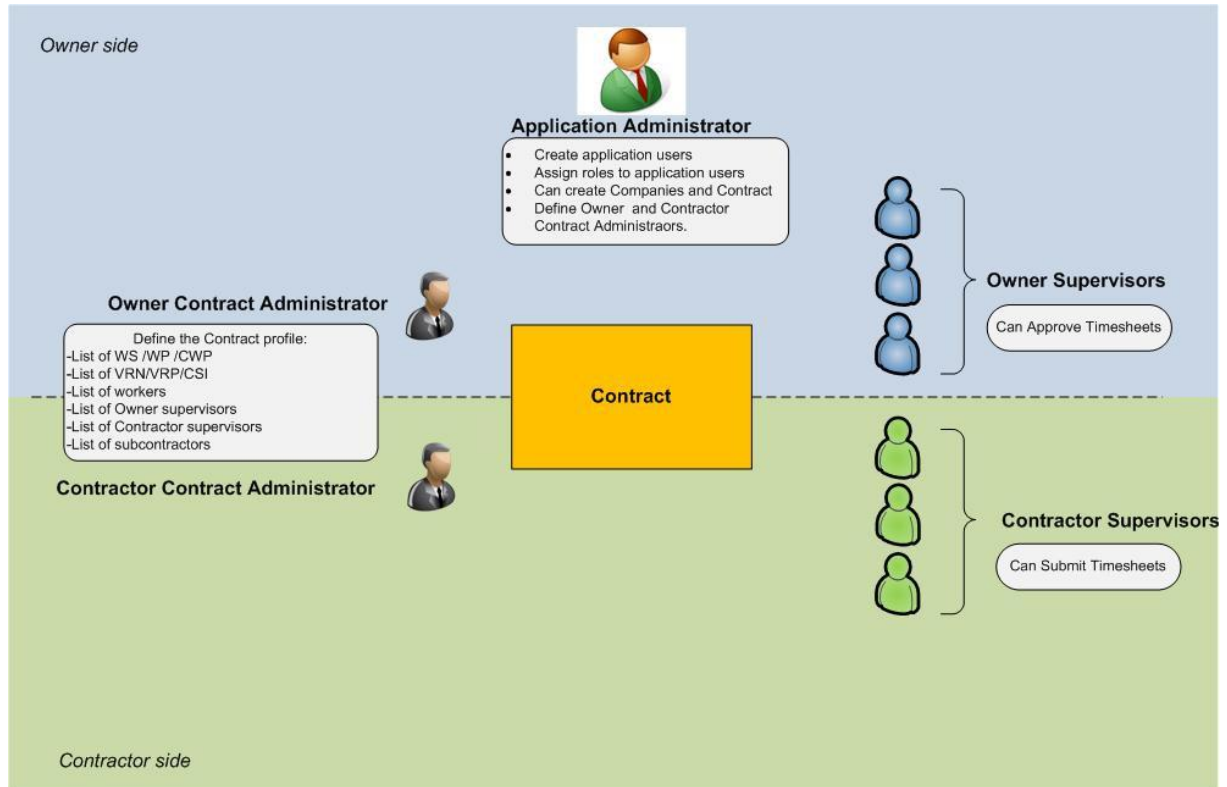 Owner side
Application Administrator
• Create application users
• Assign roles to application users
• Can create Companies and Contract
• Define Owner and Contractor
Contract Administraors.
Owner Contract Administrator
Define the Contract profile:
-List of WS /WP /CWP
-List of VRN/VRP/CSI
-List of workers
-List of Owner supervisors
-List of Contractor supervisors
-List of subcontractors
Contractor Contract Administrator
Contract
Owner Supervisors
Can Approve Timesheets
Contractor Supervisors
Can Submit Timesheets
Contractor side